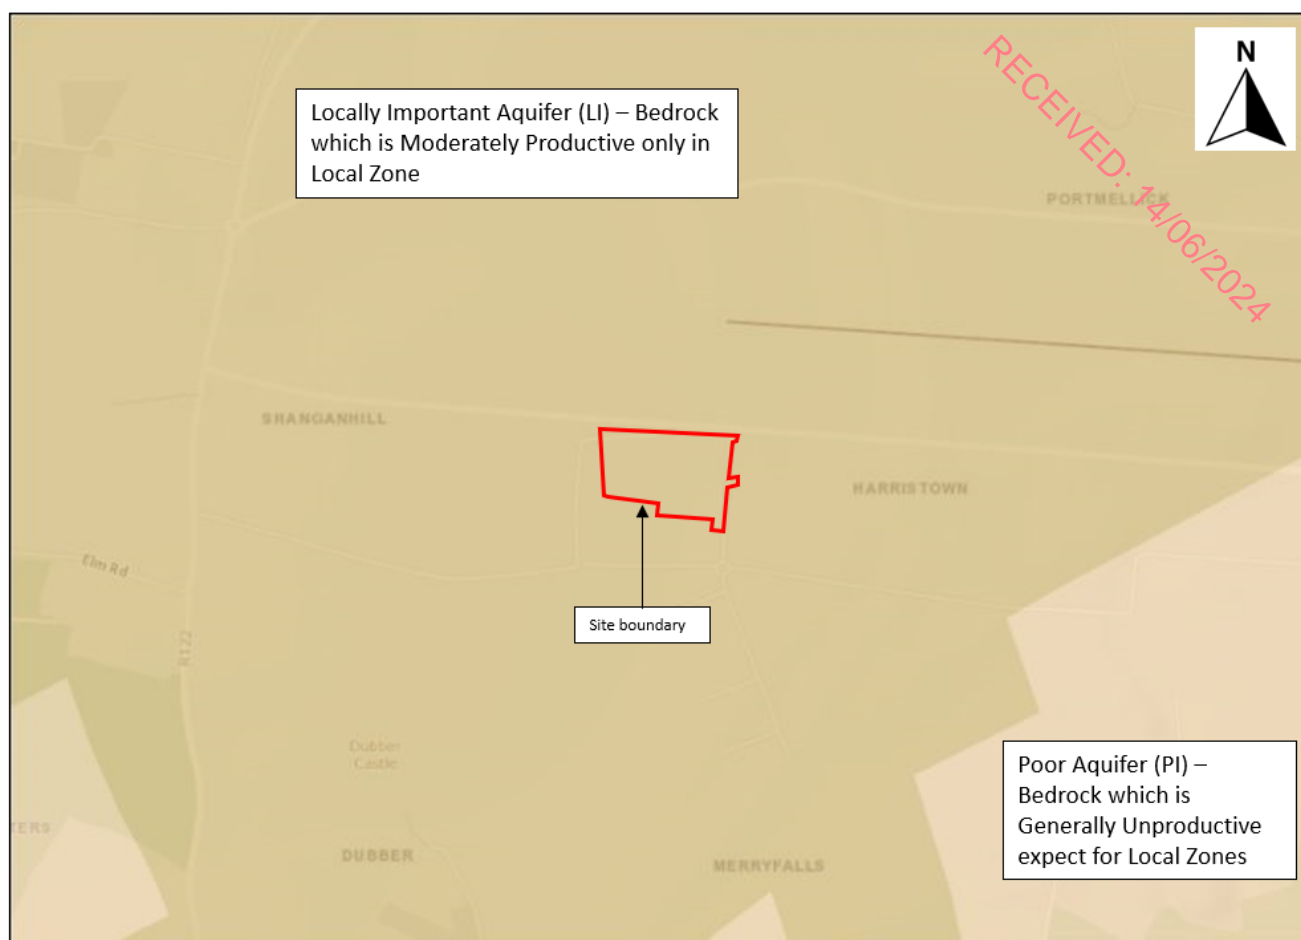 N
RECEIVED: 14/06/2024
Locally Important Aquifer (LI) – Bedrock
which is Moderately Productive only in
Local Zone
PORTMELLICK
SHANGANHILL
HARRISTOWN
Elm Rd
Site boundary
R122
Dubber
Castle
Poor Aquifer (PI) –
Bedrock which is
Generally Unproductive
expect for Local Zones
TERS
DUBBER
MERRYFALLS